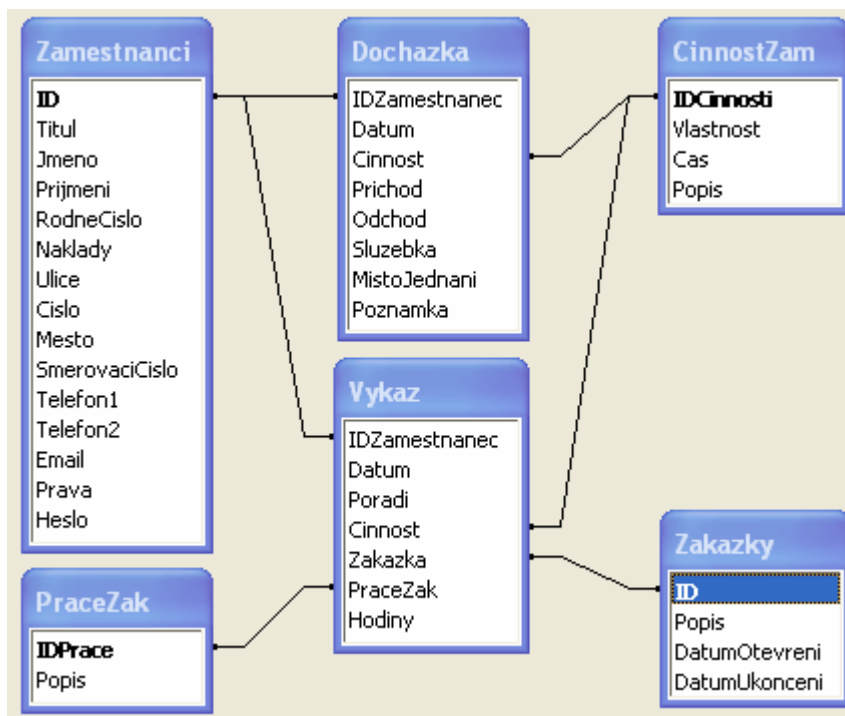 Zamestnanci
ID
Titul
Jmeno
Prijmeni
RodneCislo
Naklady
Ulice
Cislo
Mesto
SmerovaciCislo
Telefon1
Telefon2
Email
Prava
Heslo
Dochazka
IDZamestnanec
Datum
Cinnost
Prichod
Odchod
Sluzebka
MistoJednani
Poznamka
CinnostZam
IDCinnosti
Vlastnost
Cas
Popis
Vykaz
IDZamestnanec
Datum
Poradi
Cinnost
Zakazka
PraceZak
Hodiny
PraceZak
IDPrace
Popis
Zakazky
ID
Popis
DatumOtevreni
DatumUkonceni